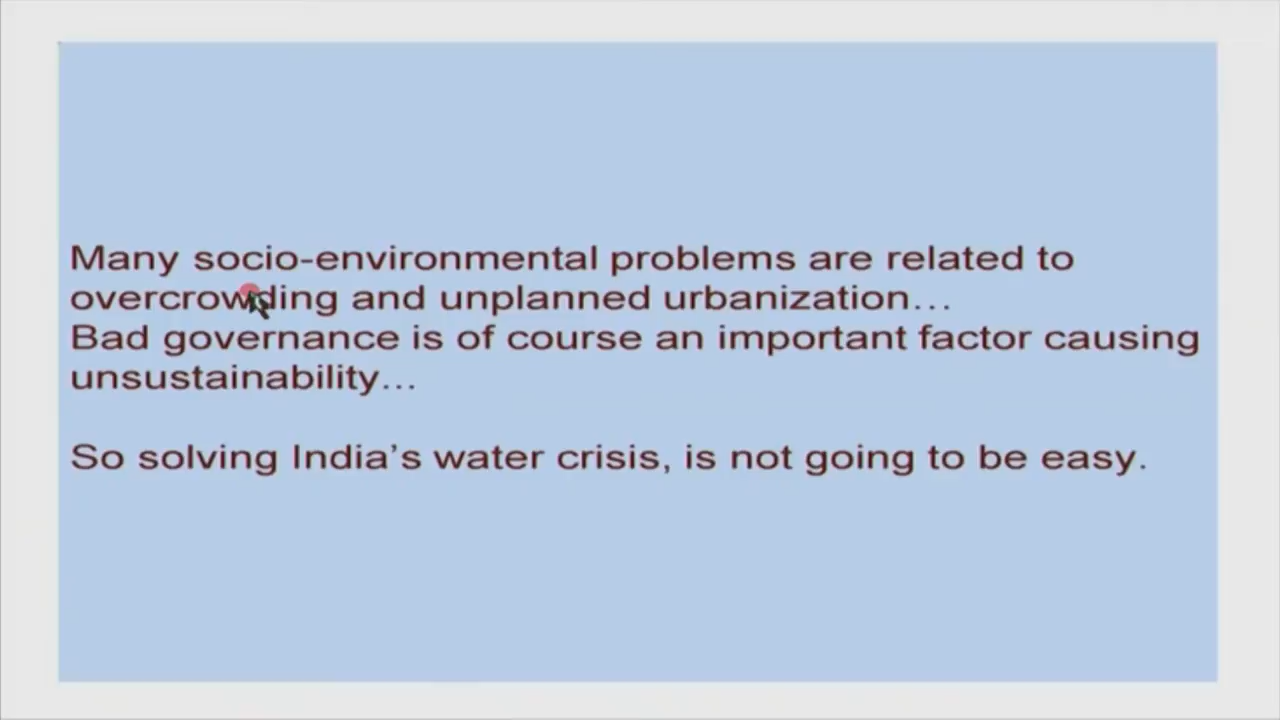 Many socio-environmental problems are related to
overcrowding and unplanned urbanization...
Bad governance is of course an important factor causing
unsustainability...
So solving India’s water crisis, is not going to be easy.